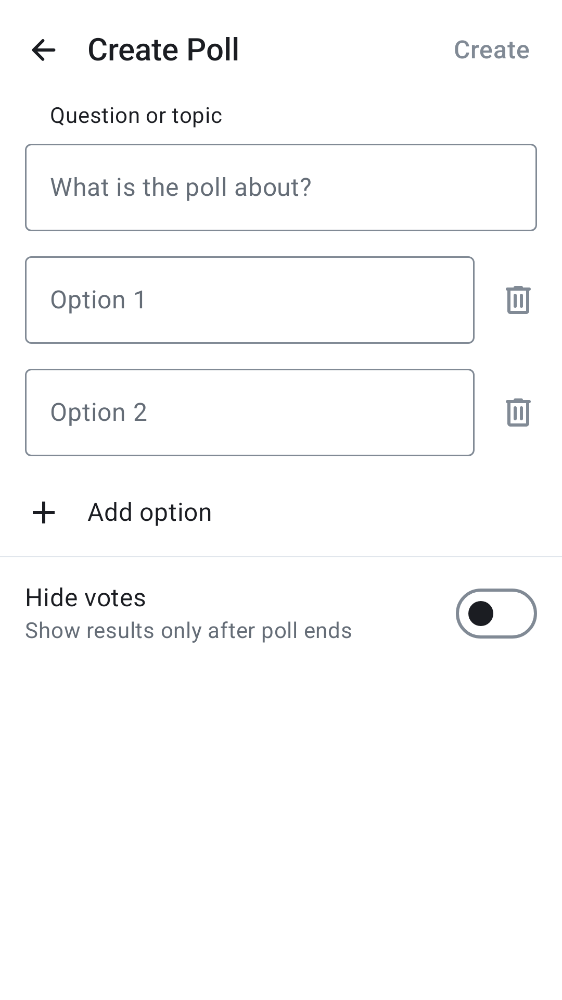 Create Poll
Create
Question or topic
What is the poll about?
Option 1
Option 2
Add option
Hide votes
Show results only after poll ends